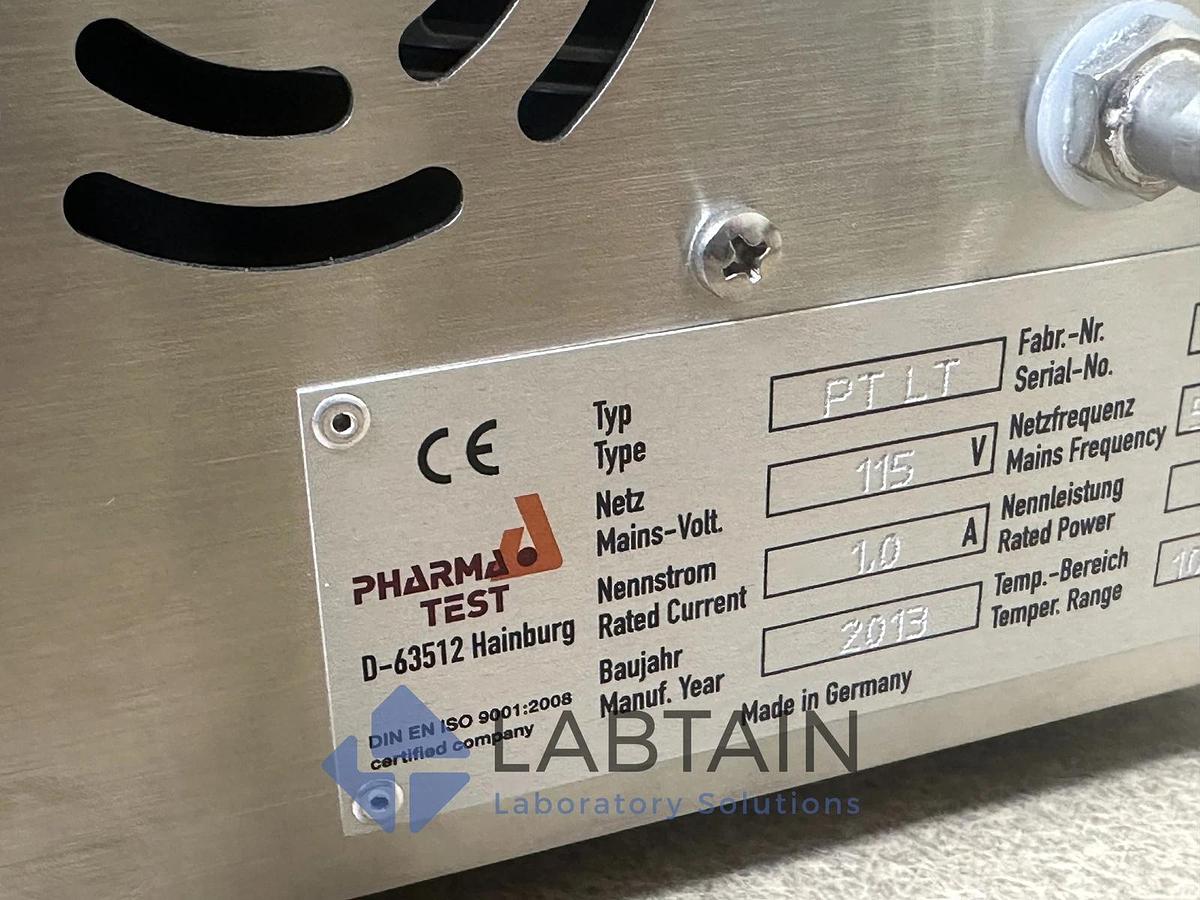 CE
PHARMA
TEST
D-63512 Hainburg
DIN EN ISO 9001:2008
certified company
Typ
Type
PT LT
Netz
Mains-Volt.
115 V
Nennstrom
Rated Current
1.0 A
Baujahr
Manuf. Year
2013
Made in Germany
Fabr.-Nr.
Serial-No.
Netzfrequenz
Mains Frequency
Nennleistung
Rated Power
Temp.-Bereich
Temper. Range
LABTAIN
Laboratory Solutions